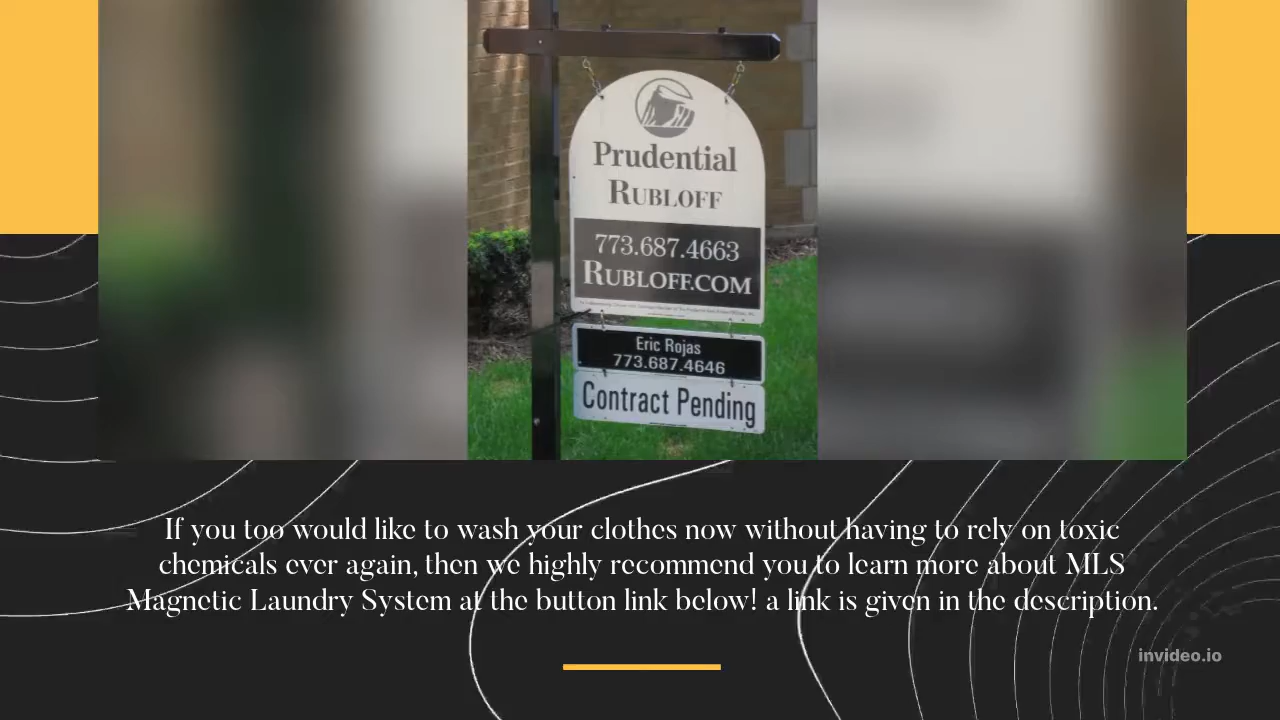 Prudential
RUBLOFF
773.687.4663
RUBLOFF.COM
Eric Rojas
773.687.4646
Contract Pending
If you too would like to wash your clothes now without having to rely on toxic
chemicals ever again, then we highly recommend you to learn more about MLS
Magnetic Laundry System at the button link below! a link is given in the description.
invideo.io